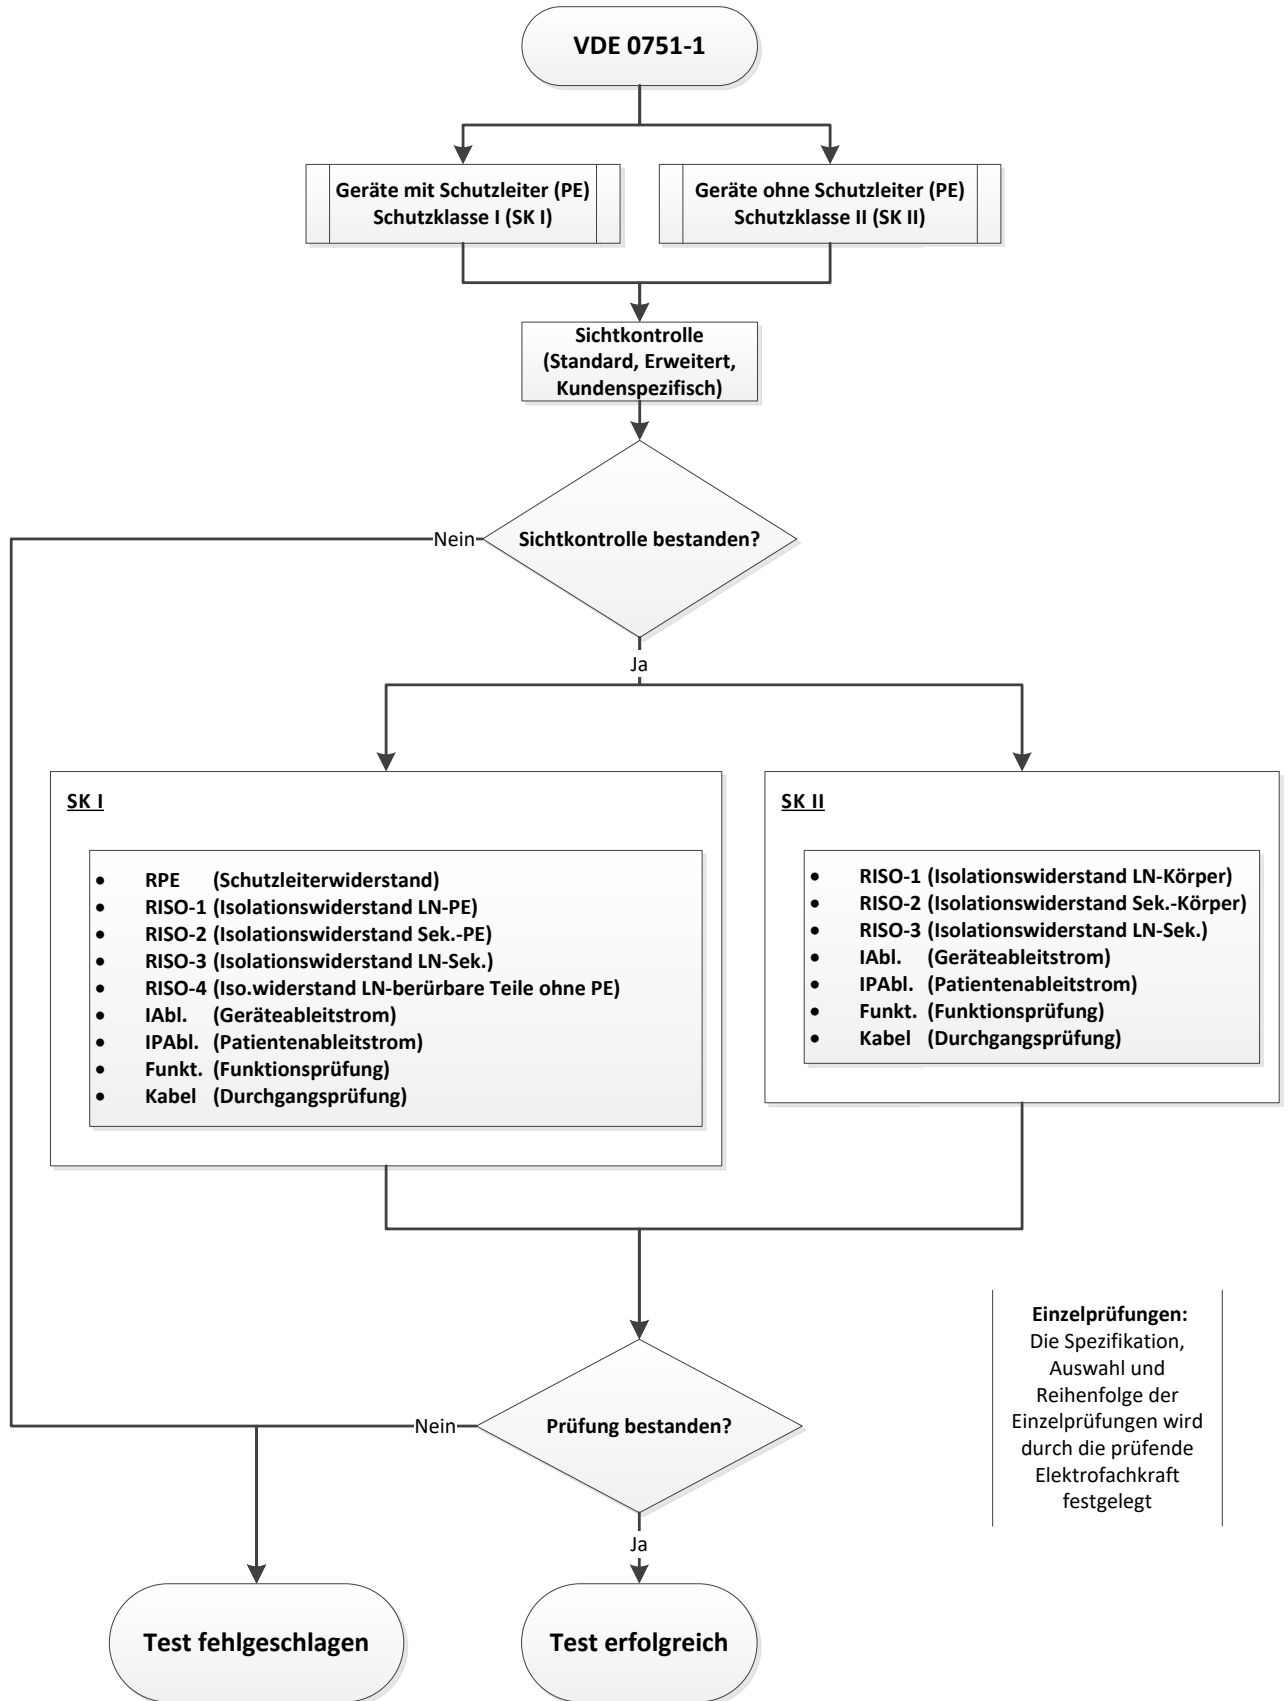 VDE 0751-1
Geräte mit Schutzleiter (PE)
Schutzklasse I (SK I)
Geräte ohne Schutzleiter (PE)
Schutzklasse II (SK II)
Sichtkontrolle
(Standard, Erweitert,
Kundenspezifisch)
Nein
Sichtkontrolle bestanden?
Ja
SK I
• RPE (Schutzleiterwiderstand)
• RISO-1 (Isolationswiderstand LN-PE)
• RISO-2 (Isolationswiderstand Sek.-PE)
• RISO-3 (Isolationswiderstand LN-Sek.)
• RISO-4 (Iso.widerstand LN-berürbare Teile ohne PE)
• IAbl. (Geräteableitstrom)
• IPAbl. (Patientenableitstrom)
• Funkt. (Funktionsprüfung)
• Kabel (Durchgangsprüfung)
SK II
• RISO-1 (Isolationswiderstand LN-Körper)
• RISO-2 (Isolationswiderstand Sek.-Körper)
• RISO-3 (Isolationswiderstand LN-Sek.)
• IAbl. (Geräteableitstrom)
• IPAbl. (Patientenableitstrom)
• Funkt. (Funktionsprüfung)
• Kabel (Durchgangsprüfung)
Einzelprüfungen:
Die Spezifikation,
Auswahl und
Reihenfolge der
Einzelprüfungen wird
durch die prüfende
Elektrofachkraft
festgelegt
Nein
Prüfung bestanden?
Ja
Test fehlgeschlagen
Test erfolgreich